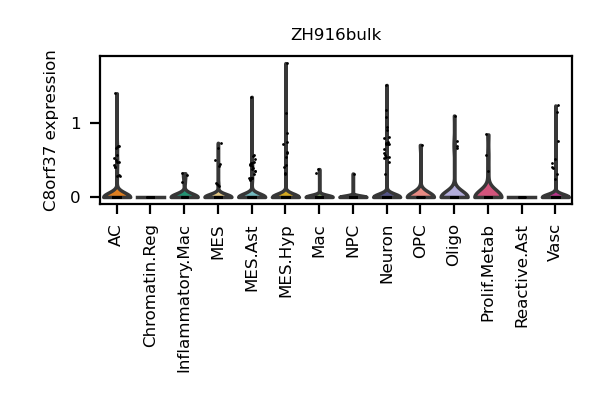 ZH916bulk
C8orf37 expression
1
0
AC
Chromatin.Reg
Inflammatory.Mac
MES
MES.Ast
MES.Hyp
Mac
NPC
Neuron
OPC
Oligo
Prolif.Metab
Reactive.Ast
Vasc